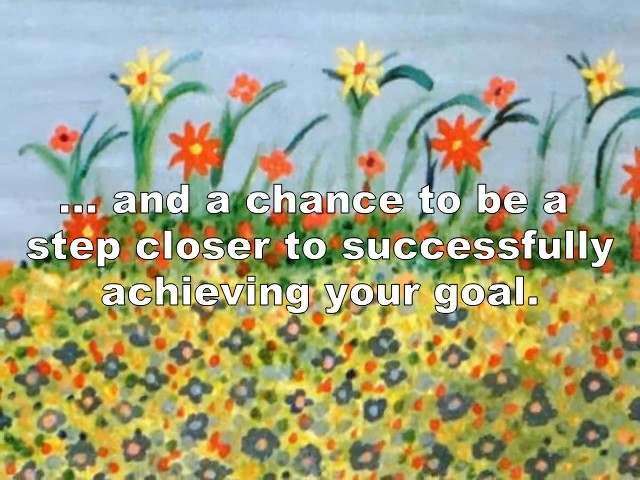 ... and a chance to be a
step closer to successfully
achieving your goal.